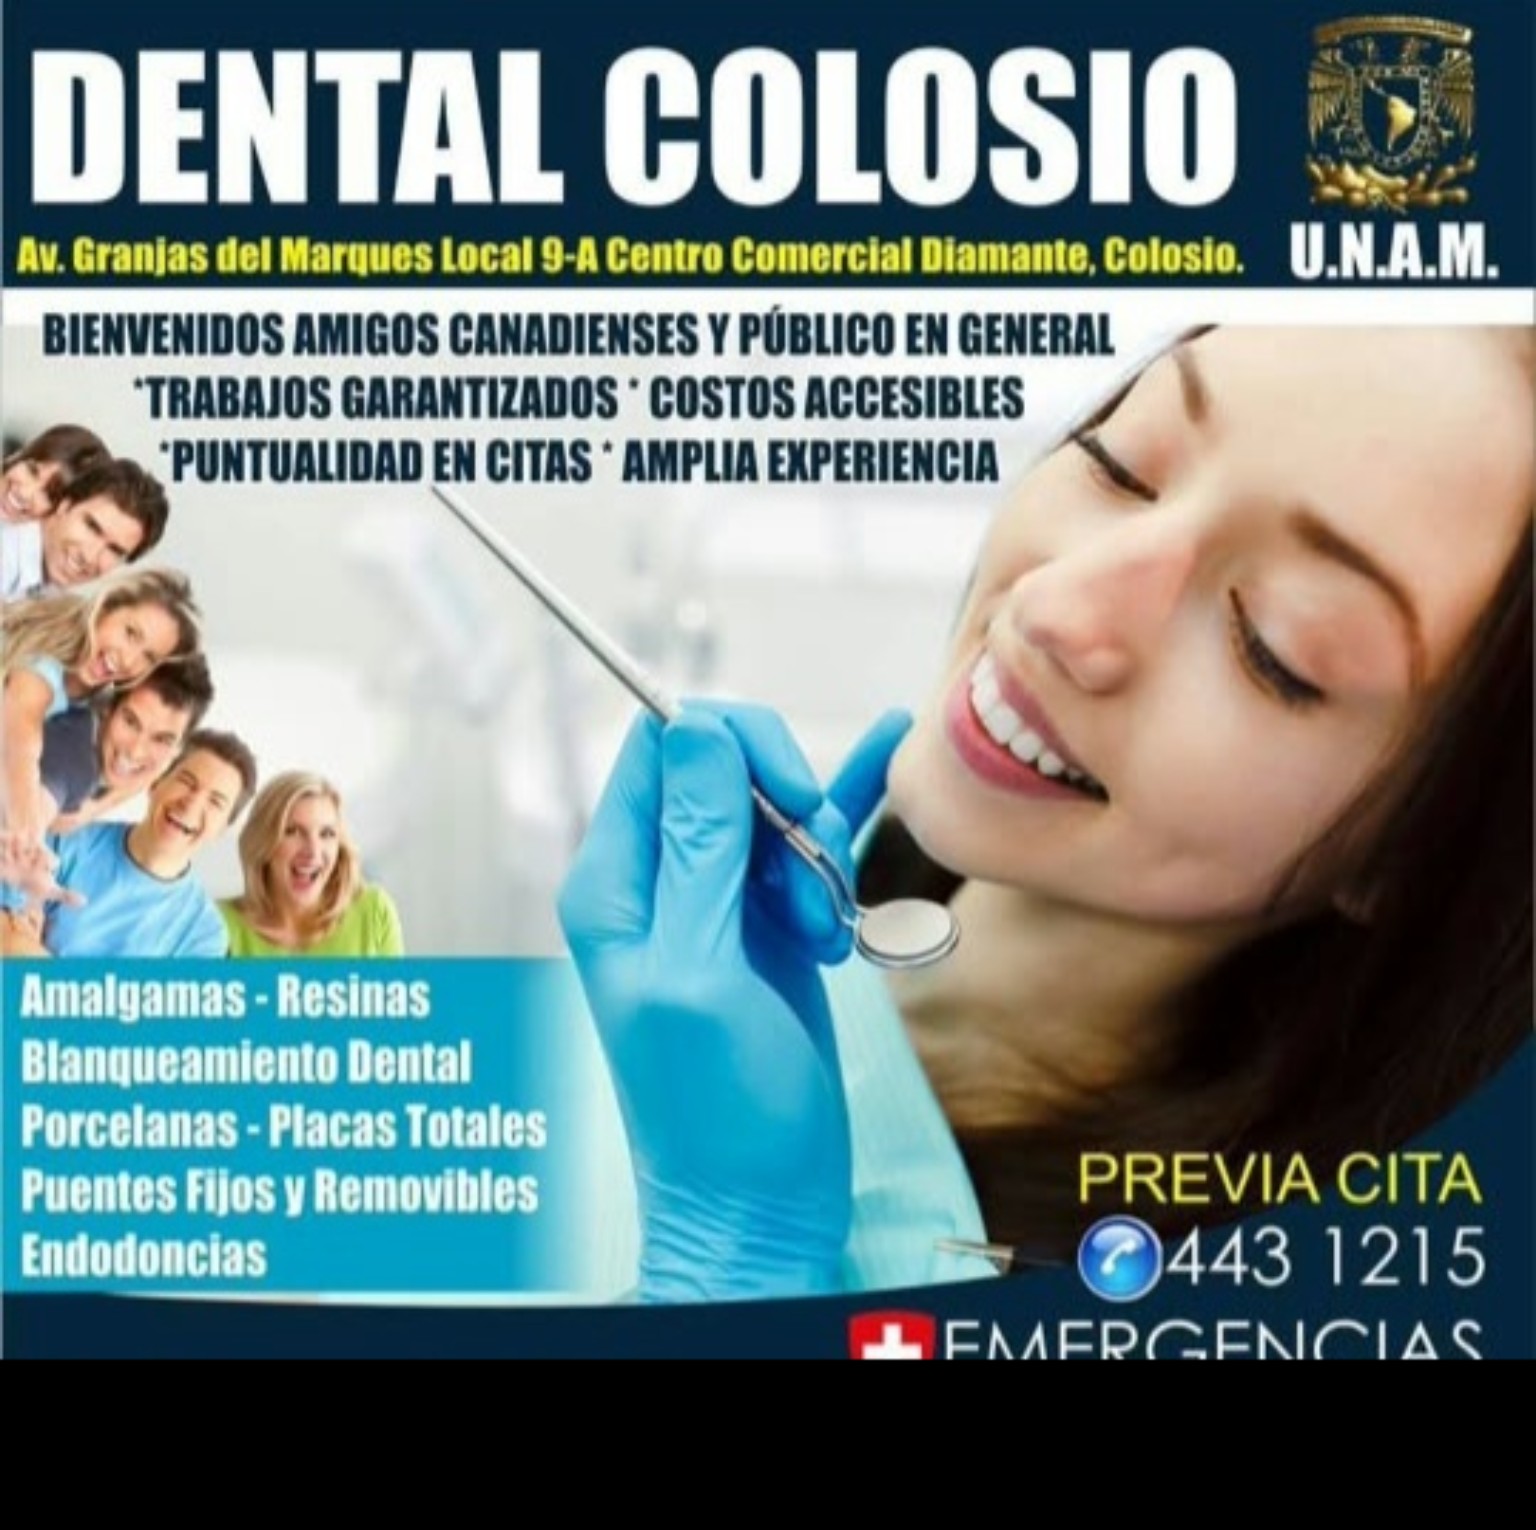 DENTAL COLOSIO
Av. Granjas del Marques Local 9-A Centro Comercial Diamante, Colosio.
U.N.A.M.
BIENVENIDOS AMIGOS CANADIENSES Y PÚBLICO EN GENERAL
*TRABAJOS GARANTIZADOS * COSTOS ACCESIBLES
*PUNTUALIDAD EN CITAS * AMPLIA EXPERIENCIA
Amalgamas - Resinas
Blanqueamiento Dental
Porcelanas - Placas Totales
Puentes Fijos y Removibles
Endodoncias
PREVIA CITA
443 1215
EMERGENCIAS